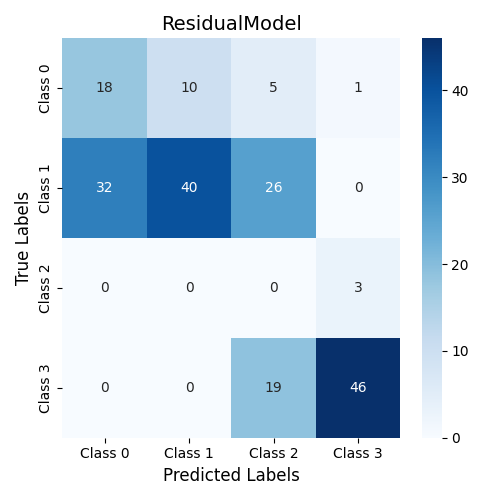 ResidualModel
True Labels
Class 0
18 10 5 1
Class 1
32 40 26 0
Class 2
0 0 0 3
Class 3
0 0 19 46
Class 0 Class 1 Class 2 Class 3
Predicted Labels
40
30
20
10
0